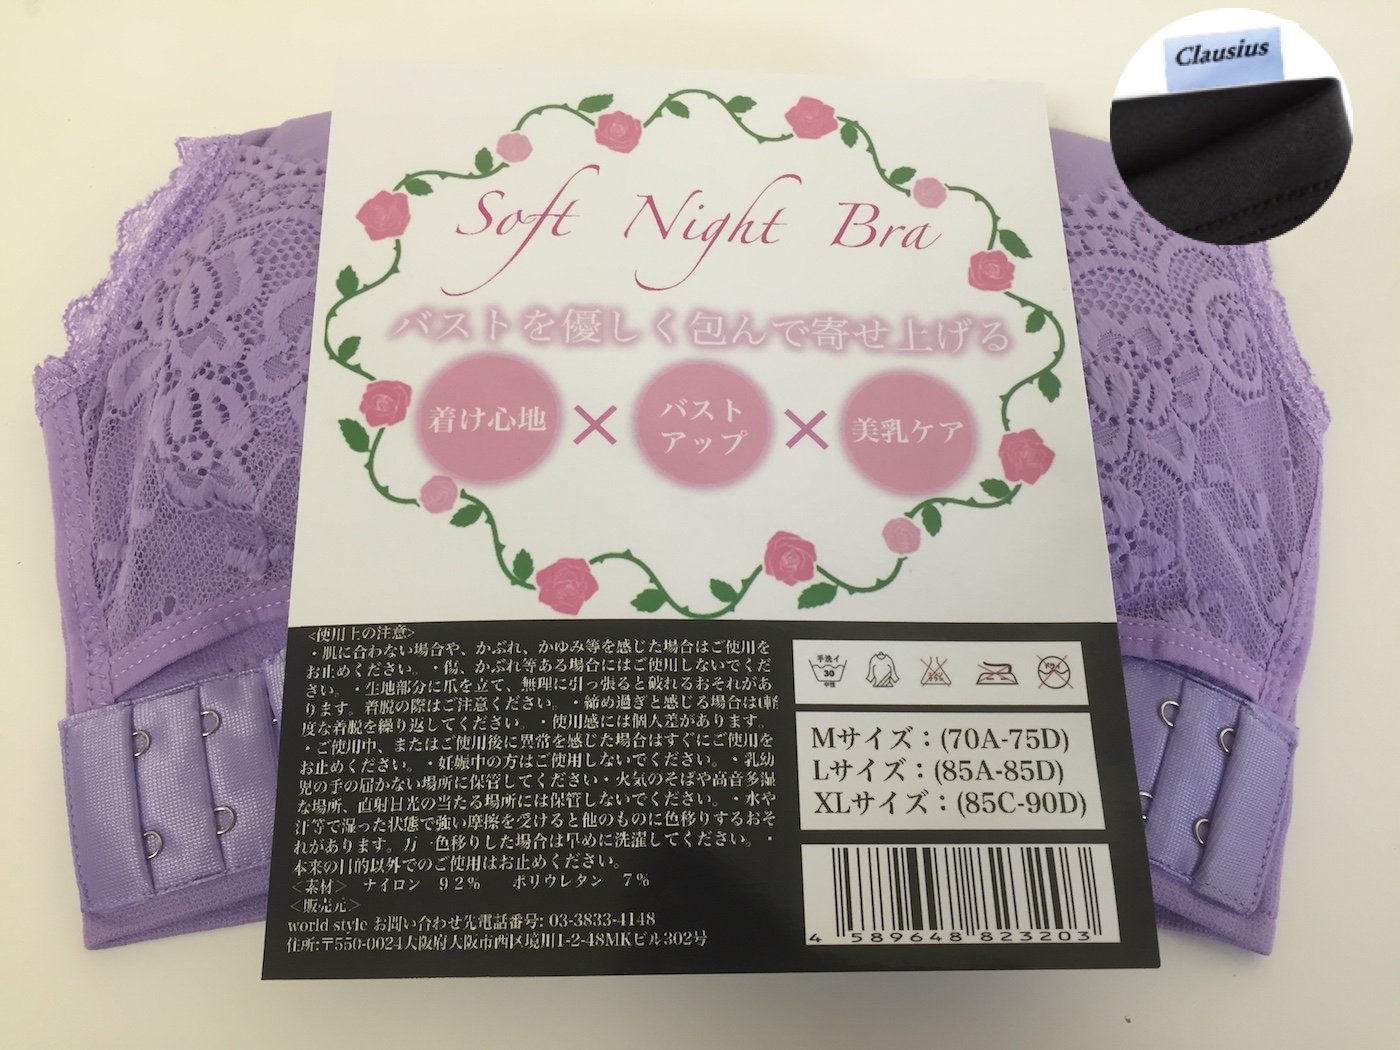 Clausius
Soft Night Bra
バストを優しく包んで寄せ上げる
着け心地
×
バスト
アップ
×
美乳ケア
<使用上の注意>
・肌に合わない場合や、かぶれ、かゆみ等を感じた場合はご使用を
お止めください。・傷、かぶれ等ある場合にはご使用しないでくだ
さい。・生地部分に爪を立て、無理に引っ張ると破れるおそれがあ
ります。着脱の際はご注意ください。・締め過ぎと感じる場合は軽
度な着脱を繰り返してください。・使用感には個人差があります。
・ご使用中、またはご使用後に異常を感じた場合はすぐにご使用を
お止めください。・妊娠中の方はご使用しないでください。・乳幼
児の手の届かない場所に保管してください・火気のそばや高音多湿
な場所、直射日光の当たる場所には保管しないでください。・水や
汗等で湿った状態で強い摩擦を受けると他のものに色移りするおそ
れがあります。万一色移りした場合は早めに洗濯してください。・
本来の目的以外でのご使用はお止めください。
<素材> ナイロン 92% ポリウレタン 7%
<販売元>
world style お問い合わせ先電話番号: 03-3833-4148
住所:〒550-0024大阪府大阪市西区境川1-2-48MKビル302号
手洗イ
30
中性
Mサイズ：(70A-75D)
Lサイズ：(85A-85D)
XLサイズ：(85C-90D)
4 589648 823203